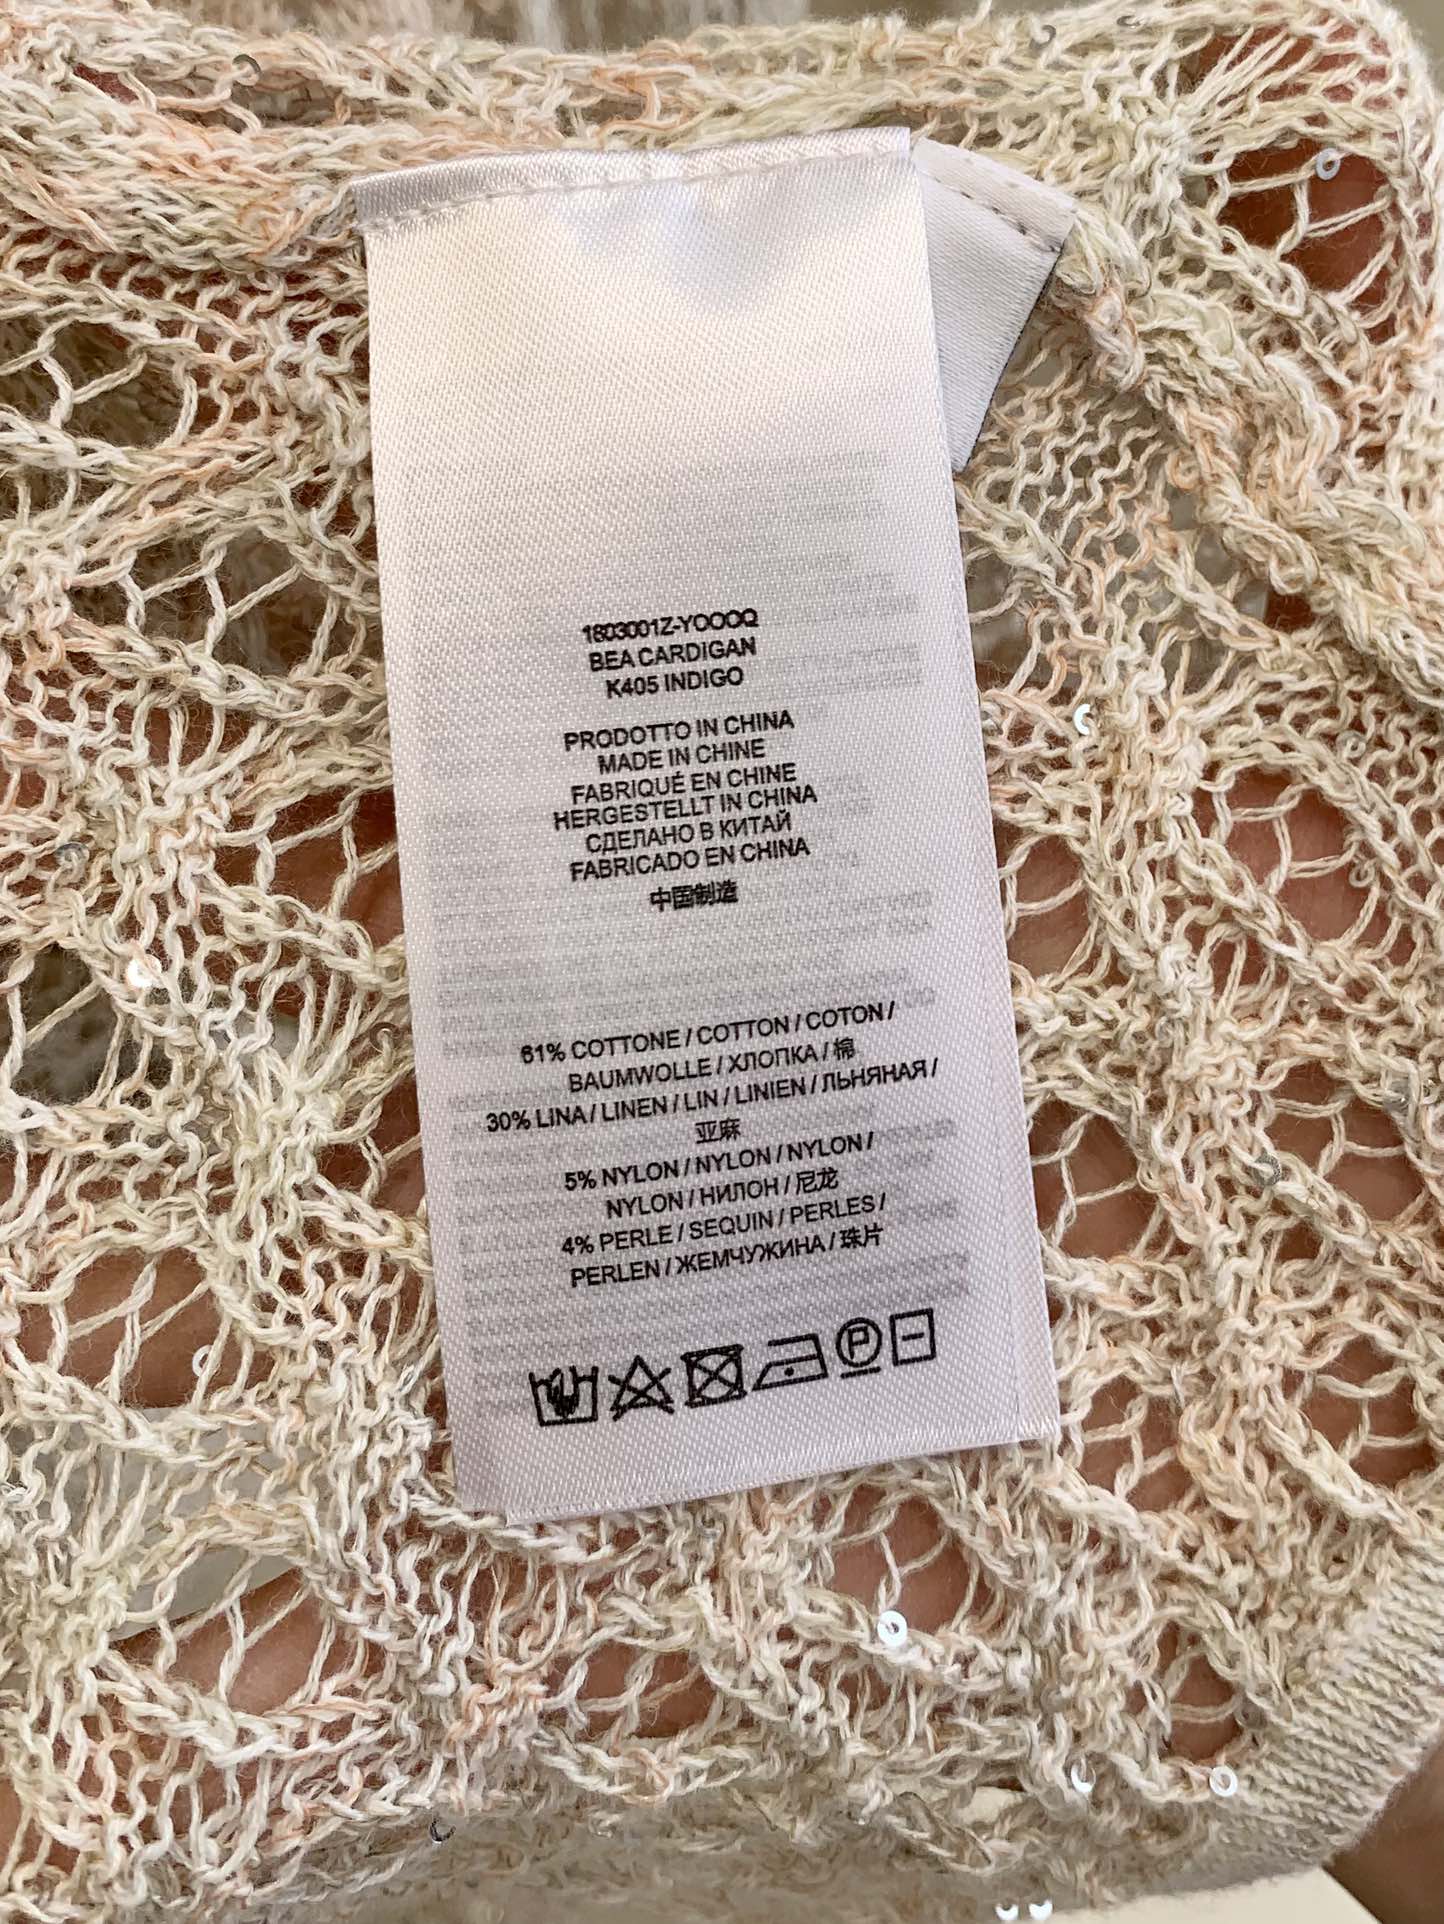 1803001Z-YOOOQ
BEA CARDIGAN
K405 INDIGO
PRODOTTO IN CHINA
MADE IN CHINE
FABRIQUÉ EN CHINE
HERGESTELLT IN CHINA
СДЕЛАНО В КИТАЙ
FABRICADO EN CHINA
中国制造
61% COTTONE / COTTON / COTON /
BAUMWOLLE / ХЛОПКА / 棉
30% LINA / LINEN / LIN / LINIEN / ЛЬНЯНАЯ /
亚麻
5% NYLON / NYLON / NYLON /
NYLON / НИЛОН / 尼龙
4% PERLE / SEQUIN / PERLES /
PERLEN / ЖЕМЧУЖИНА / 珠片
P